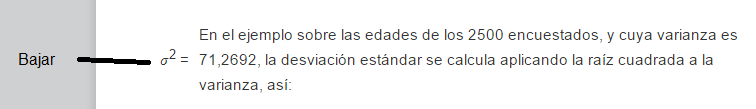 En el ejemplo sobre las edades de los 2500 encuestados, y cuya varianza es
Bajar σ² = 71,2692, la desviación estándar se calcula aplicando la raíz cuadrada a la
varianza, así: